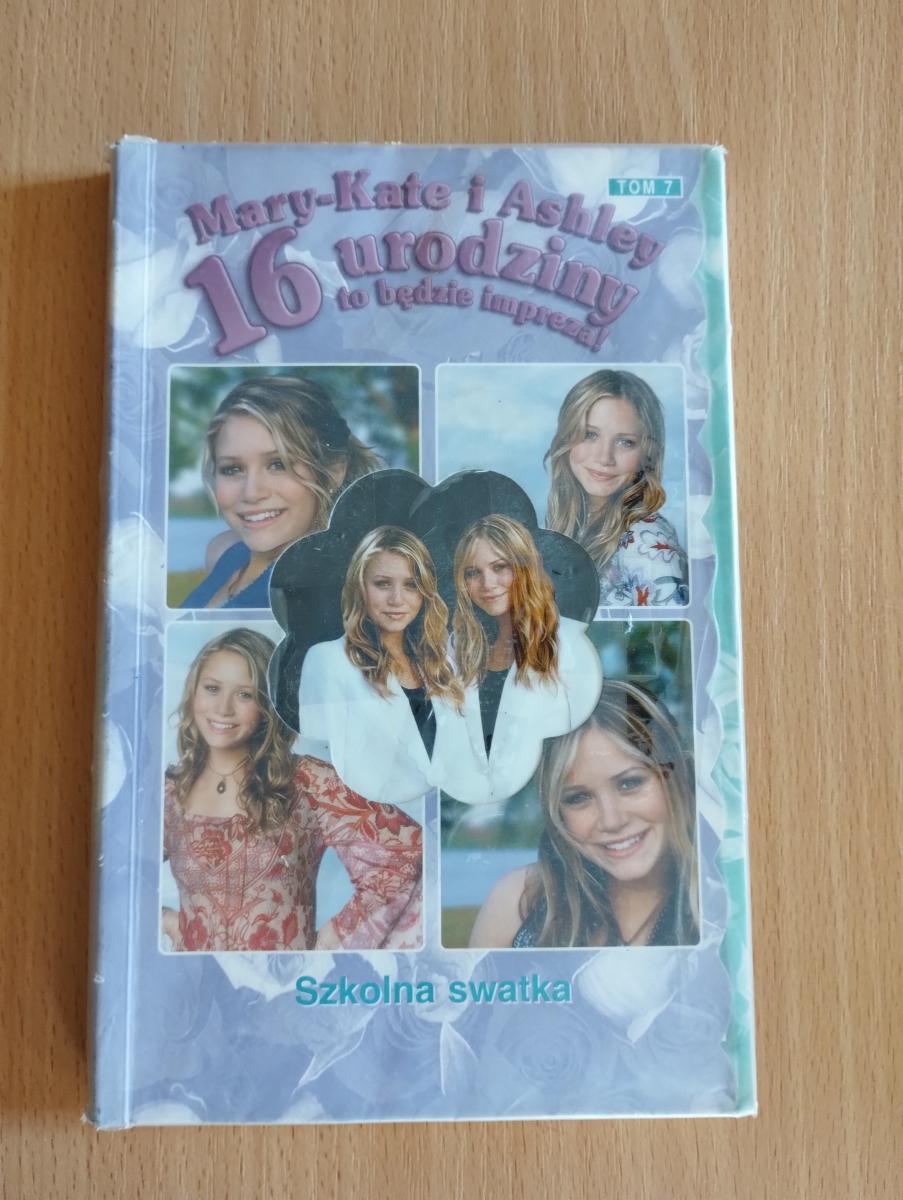 TOM 7
Mary-Kate i Ashley
16 urodziny
to będzie impreza!
Szkolna swatka